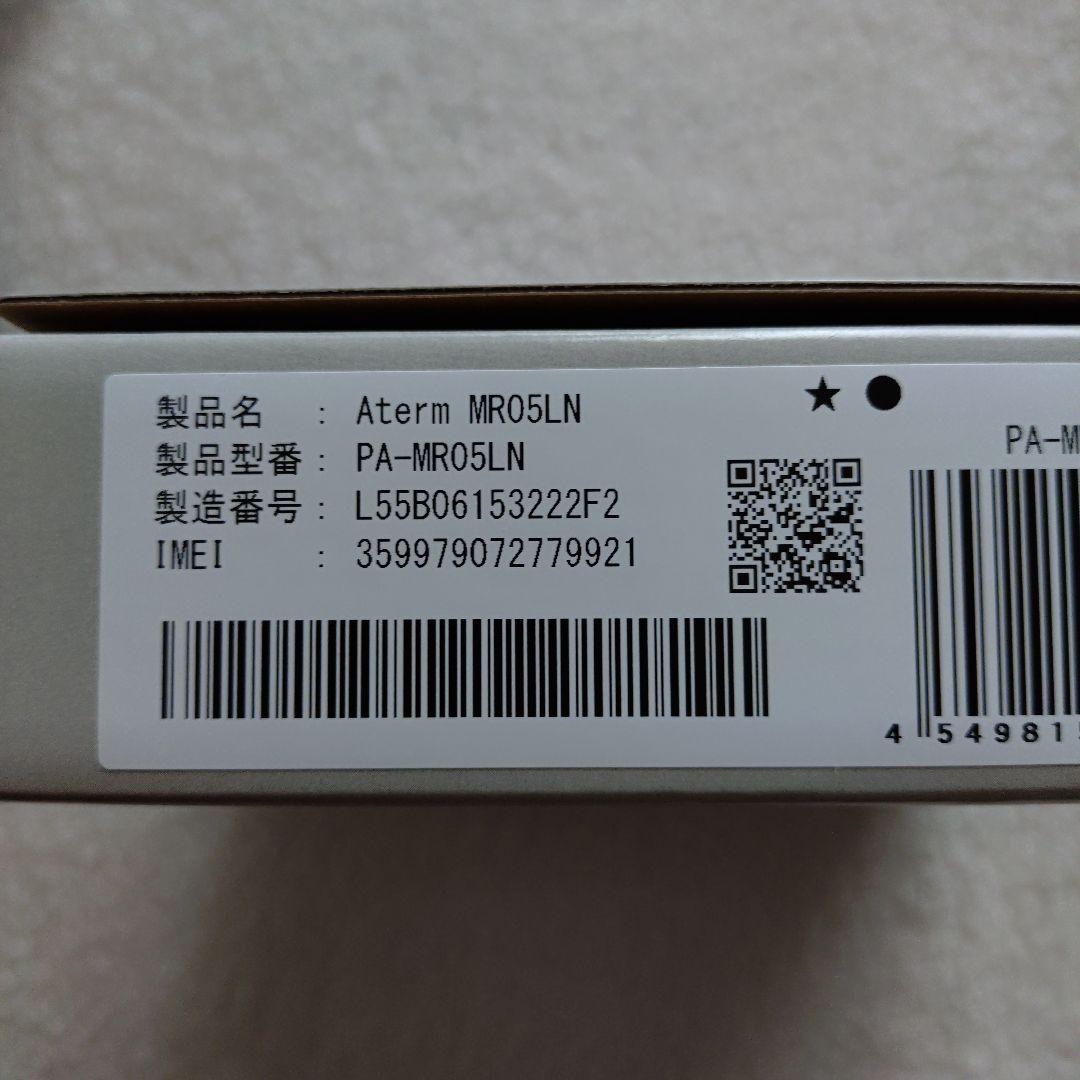 製品名 : Aterm MR05LN
製品型番 : PA-MR05LN
製造番号 : L55B06153222F2
IMEI : 359979072779921
★ ●
PA-M
4 549815